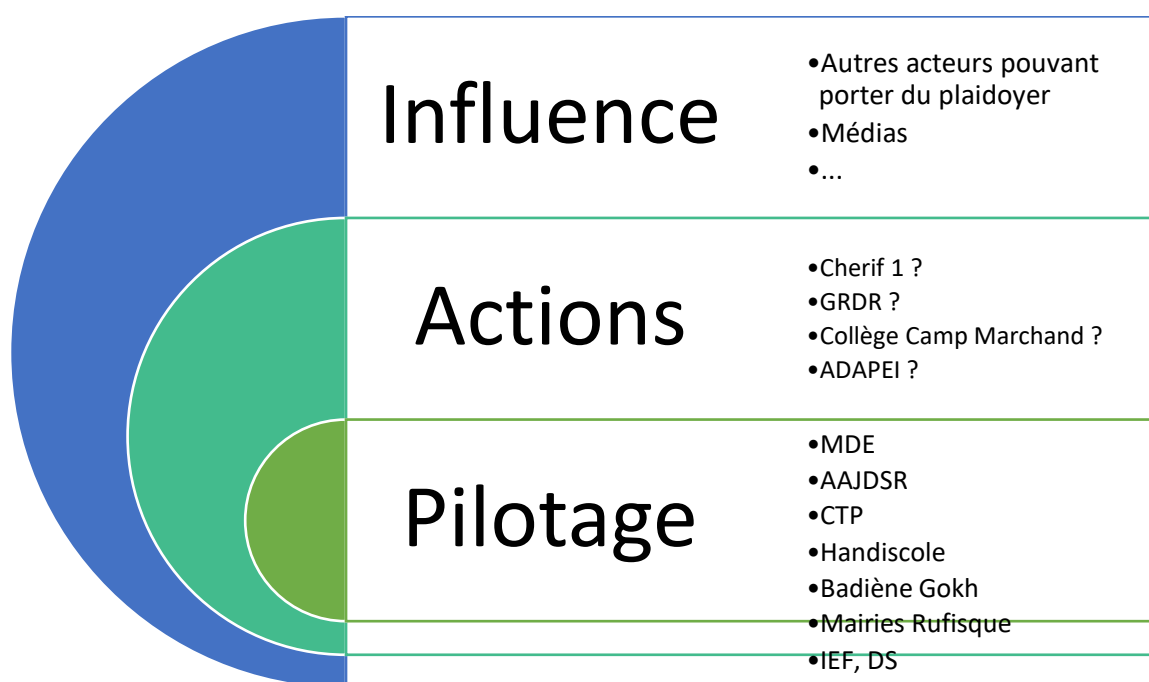 Influence
•Autres acteurs pouvant
porter du plaidoyer
•Médias
•...
Actions
•Cherif 1 ?
•GRDR ?
•Collège Camp Marchand ?
•ADAPEI ?
Pilotage
•MDE
•AAJDSR
•CTP
•Handiscole
•Badiène Gokh
•Mairies Rufisque
•IEF, DS